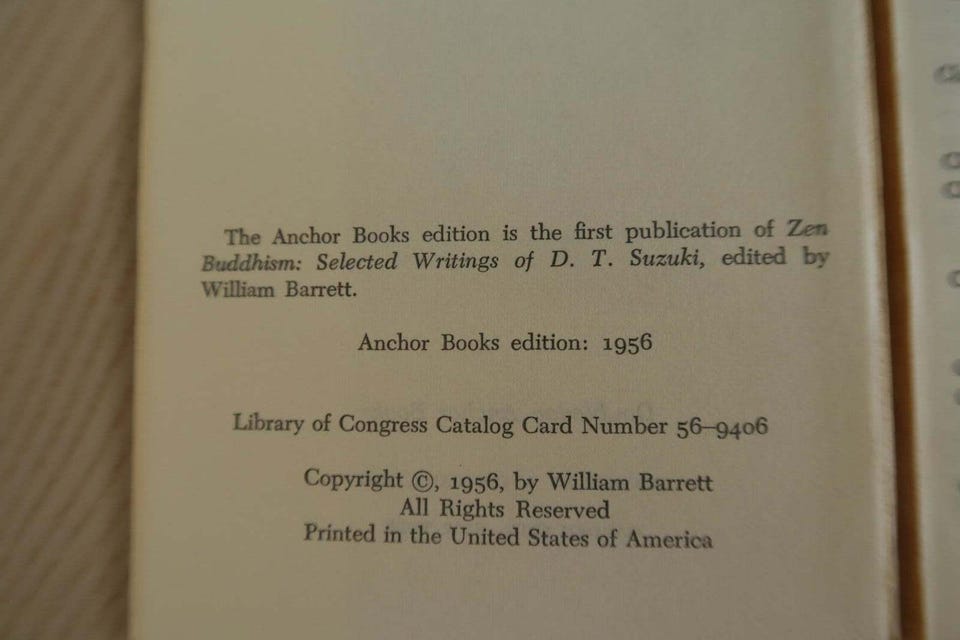 The Anchor Books edition is the first publication of Zen
Buddhism: Selected Writings of D. T. Suzuki, edited by
William Barrett.
Anchor Books edition: 1956
Library of Congress Catalog Card Number 56–9406
Copyright ©, 1956, by William Barrett
All Rights Reserved
Printed in the United States of America